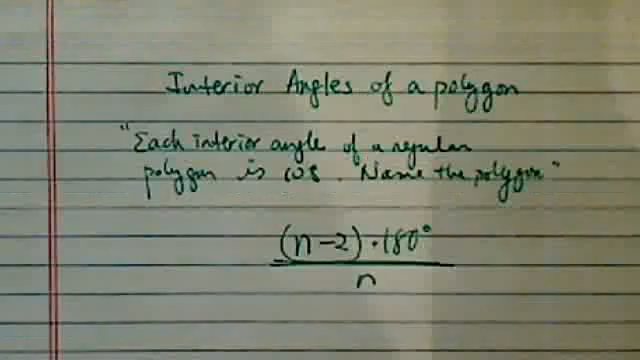 Interior Angles of a polygon
"Each interior angle of a regular
polygon is 108. Name the polygon"
(n-2)·180°
n